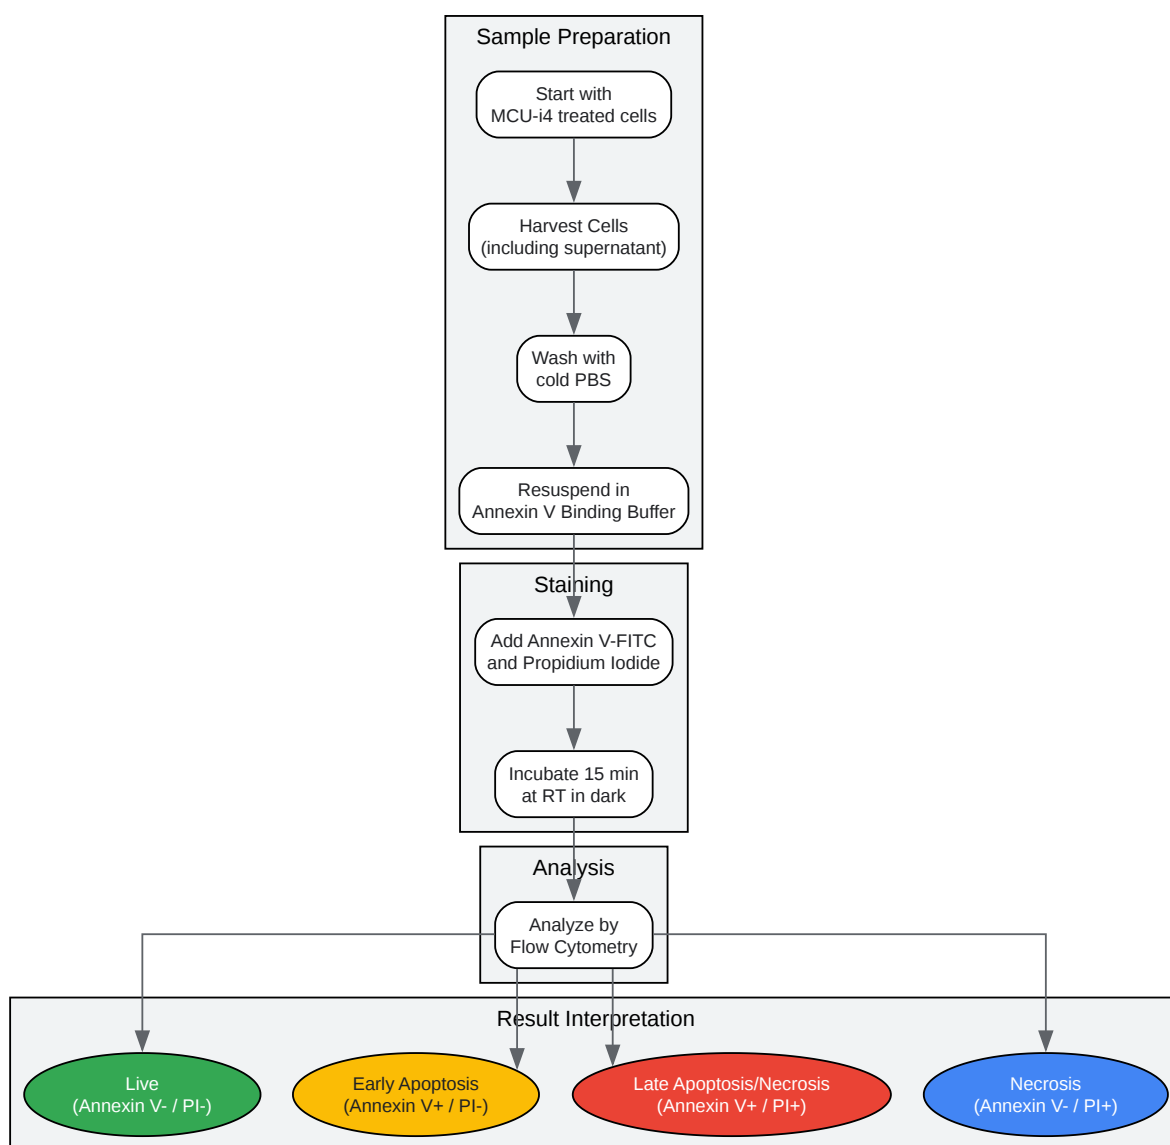 Sample Preparation
Start with
MCU-i4 treated cells
Harvest Cells
(including supernatant)
Wash with
cold PBS
Resuspend in
Annexin V Binding Buffer
Staining
Add Annexin V-FITC
and Propidium Iodide
Incubate 15 min
at RT in dark
Analysis
Analyze by
Flow Cytometry
Result Interpretation
Live
(Annexin V- / PI-)
Early Apoptosis
(Annexin V+ / PI-)
Late Apoptosis/Necrosis
(Annexin V+ / PI+)
Necrosis
(Annexin V- / PI+)